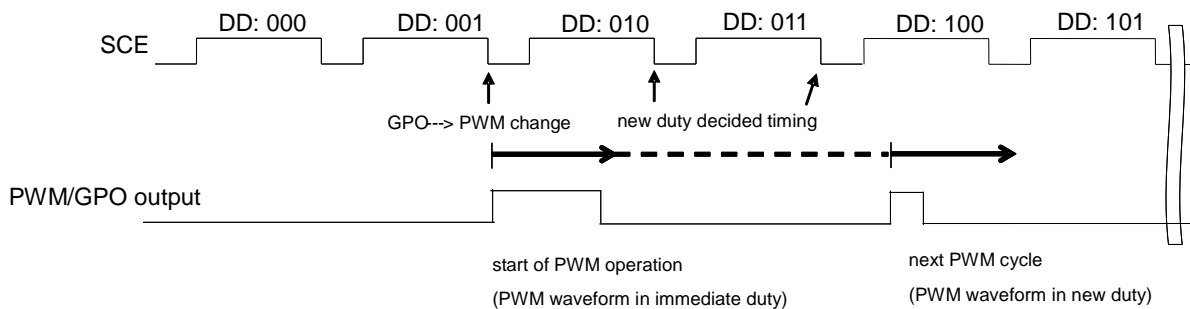 DD: 000 DD: 001 DD: 010 DD: 011 DD: 100 DD: 101
SCE
GPO---> PWM change new duty decided timing
PWM/GPO output
start of PWM operation
(PWM waveform in immediate duty)
next PWM cycle
(PWM waveform in new duty)